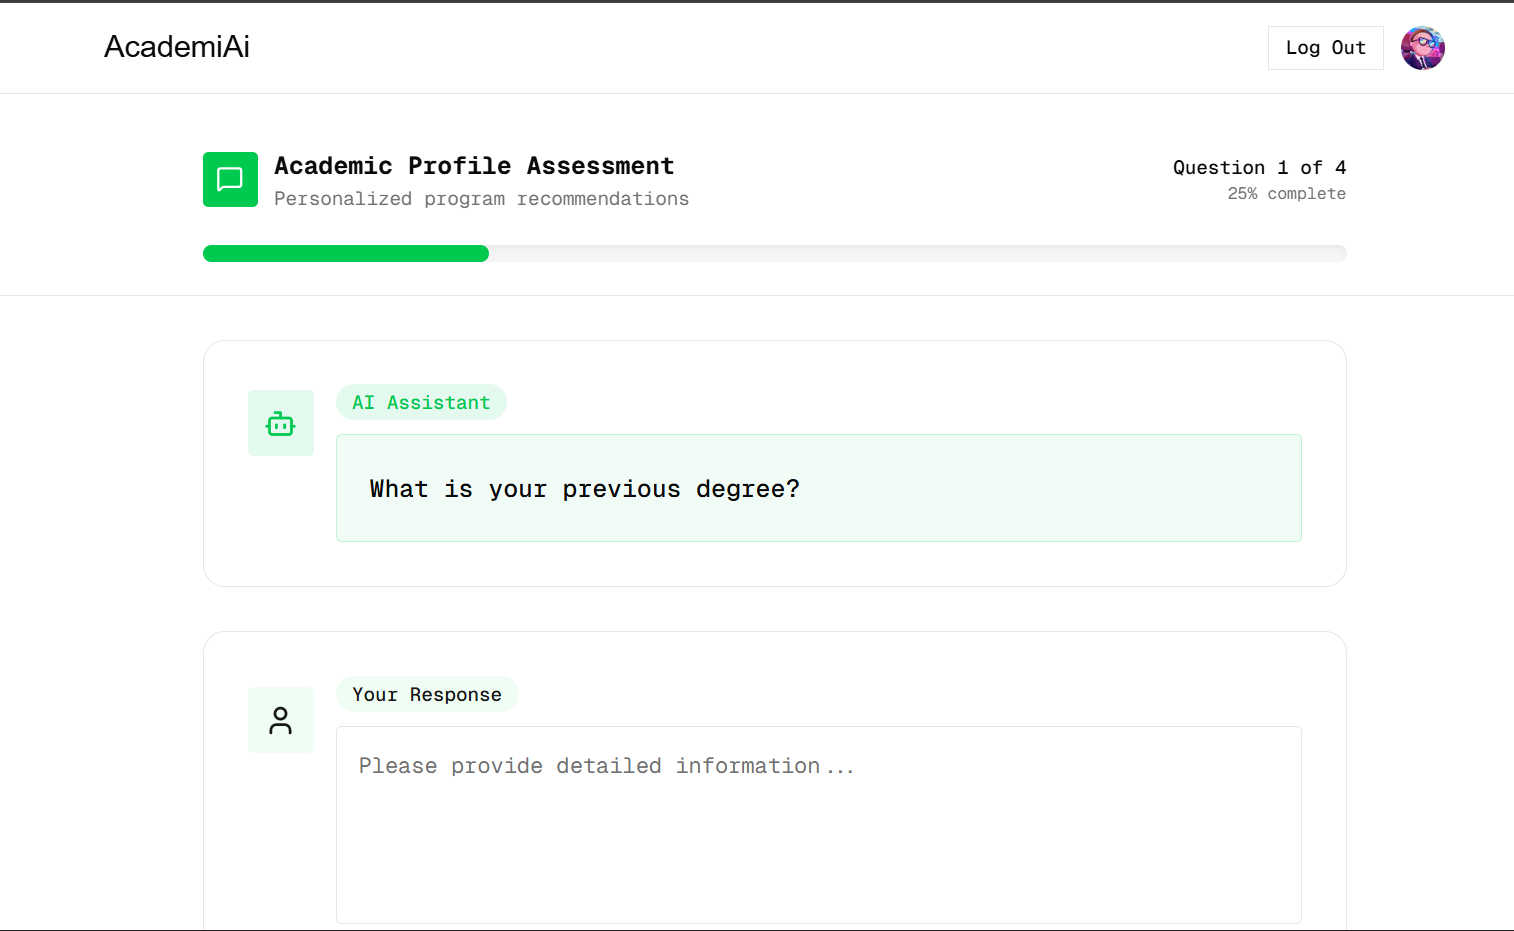 AcademiAi
Log Out
Academic Profile Assessment
Personalized program recommendations
Question 1 of 4
25% complete
AI Assistant
What is your previous degree?
Your Response
Please provide detailed information...